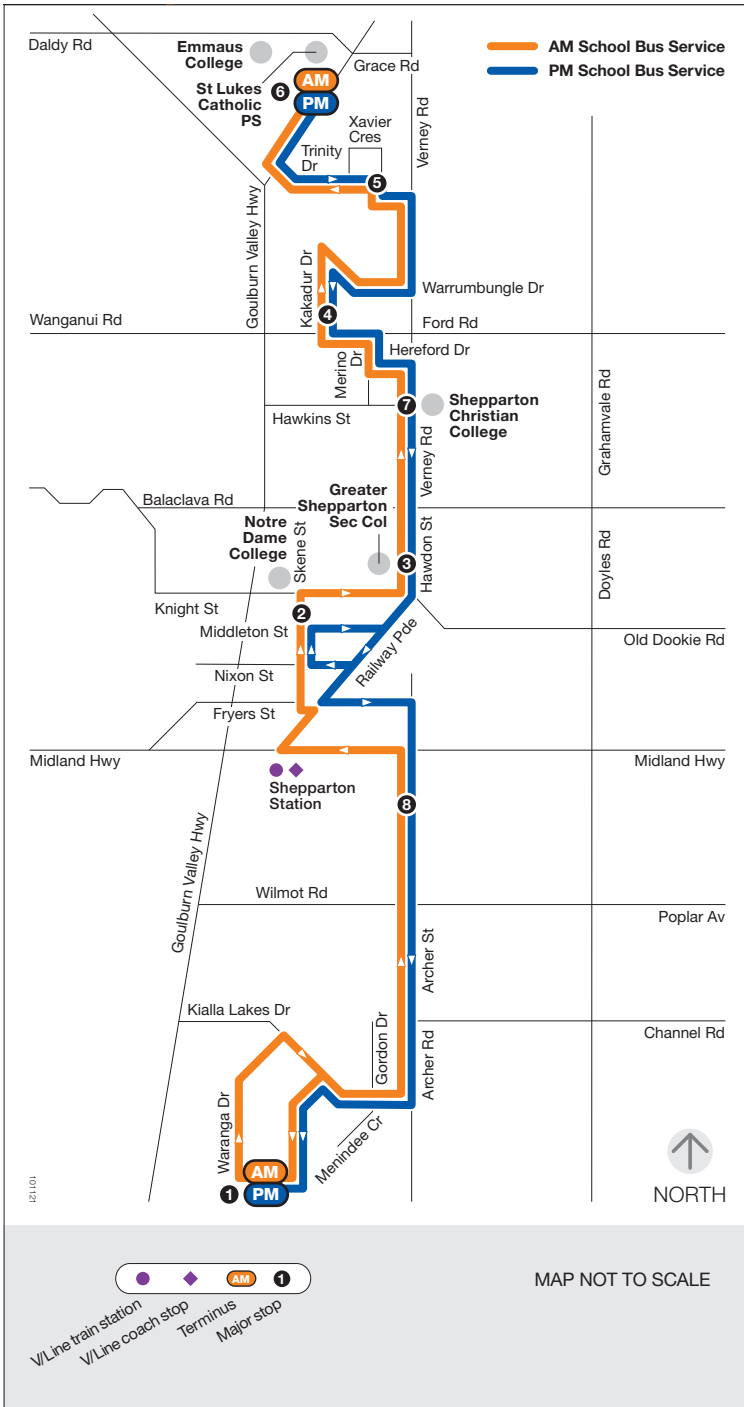 Daldy Rd
Emmaus
College
St Lukes
Catholic
PS
6
AM
PM
Grace Rd
AM School Bus Service
PM School Bus Service
Xavier
Cres
Trinity
Dr
Verney Rd
5
Goulburn Valley Hwy
Kakadur Dr
Warrumbungle Dr
4
Wanganui Rd
Ford Rd
Merino
Dr
Hereford Dr
7
Shepparton
Christian
College
Hawkins St
Grahamvale Rd
Verney Rd
Balaclava Rd
Greater
Shepparton
Sec Col
Notre
Dame
College
Skene St
3
Hawdon St
Doyles Rd
Knight St
2
Middleton St
Old Dookie Rd
Railway Pde
Nixon St
Fryers St
Midland Hwy
Midland Hwy
Shepparton
Station
8
Goulburn Valley Hwy
Wilmot Rd
Poplar Av
Archer St
Kialla Lakes Dr
Channel Rd
Gordon Dr
Archer Rd
Waranga Dr
Menindee Cr
AM
1
PM
NORTH
101121
AM
1
V/Line train station
V/Line coach stop
Terminus
Major stop
MAP NOT TO SCALE